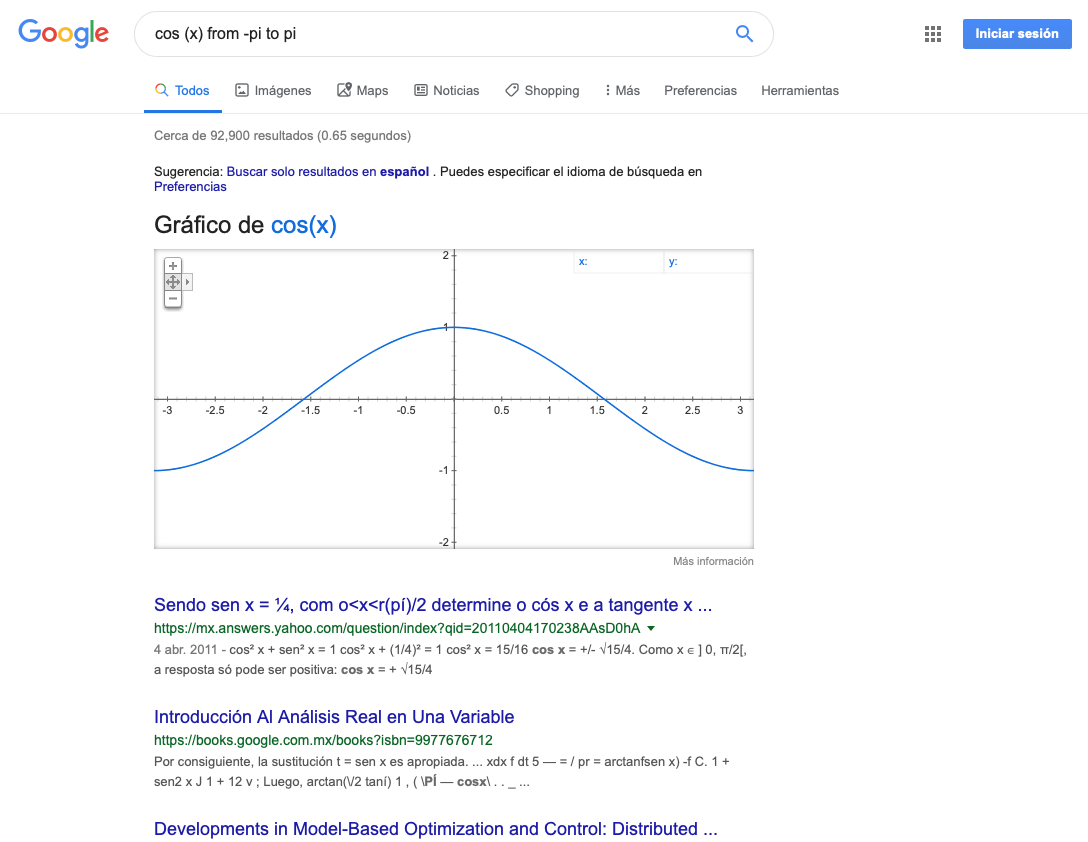 Google
cos (x) from -pi to pi
Iniciar sesión
Todos Imágenes Maps Noticias Shopping Más Preferencias Herramientas
Cerca de 92,900 resultados (0.65 segundos)
Sugerencia: Buscar solo resultados en español . Puedes especificar el idioma de búsqueda en
Preferencias
Gráfico de cos(x)
2 x: y:
1
-3 -2.5 -2 -1.5 -1 -0.5 0.5 1 1.5 2 2.5 3
-1
-2
Más información
Sendo sen x = ¼, com o<x<r(pí)/2 determine o cós x e a tangente x ...
https://mx.answers.yahoo.com/question/index?qid=20110404170238AAsD0hA
4 abr. 2011 - cos² x + sen² x = 1 cos² x + (1/4)² = 1 cos² x = 15/16 cos x = +/- √15/4. Como x ∈ ] 0, π/2[,
a resposta só pode ser positiva: cos x = + √15/4
Introducción Al Análisis Real en Una Variable
https://books.google.com.mx/books?isbn=9977676712
Por consiguiente, la sustitución t = sen x es apropiada. ... xdx f dt 5 — = / pr = arctanfsen x) -f C. 1 +
sen2 x J 1 + 12 v ; Luego, arctan(\/2 taní) 1 , ( \PÍ — cosx\ . . _ ...
Developments in Model-Based Optimization and Control: Distributed ...